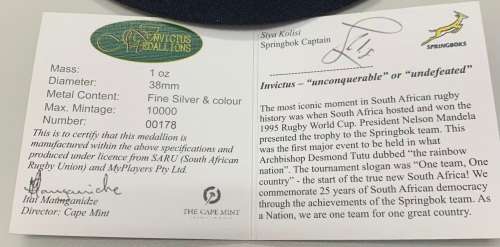 INVICTUS
MEDALLIONS
Mass: 1 oz
Diameter: 38mm
Metal Content: Fine Silver & colour
Max. Mintage: 10000
Number: 00178
This is to certify that this medallion is
manufactured within the above specifications and
produced under licence from SARU (South African
Rugby Union) and MyPlayers Pty Ltd.
Itai Maunganidze
Director: Cape Mint
THE CAPE MINT
Siya Kolisi
Springbok Captain
SPRINGBOKS
Invictus – "unconquerable" or "undefeated"
The most iconic moment in South African rugby
history was when South Africa hosted and won the
1995 Rugby World Cup. President Nelson Mandela
presented the trophy to the Springbok team. This
was the first major event to be held in what
Archbishop Desmond Tutu dubbed "the rainbow
nation". The tournament slogan was "One team, One
country" - the start of the true new South Africa! We
commemorate 25 years of South African democracy
through the achievements of the Springbok team. As
a Nation, we are one team for one great country.